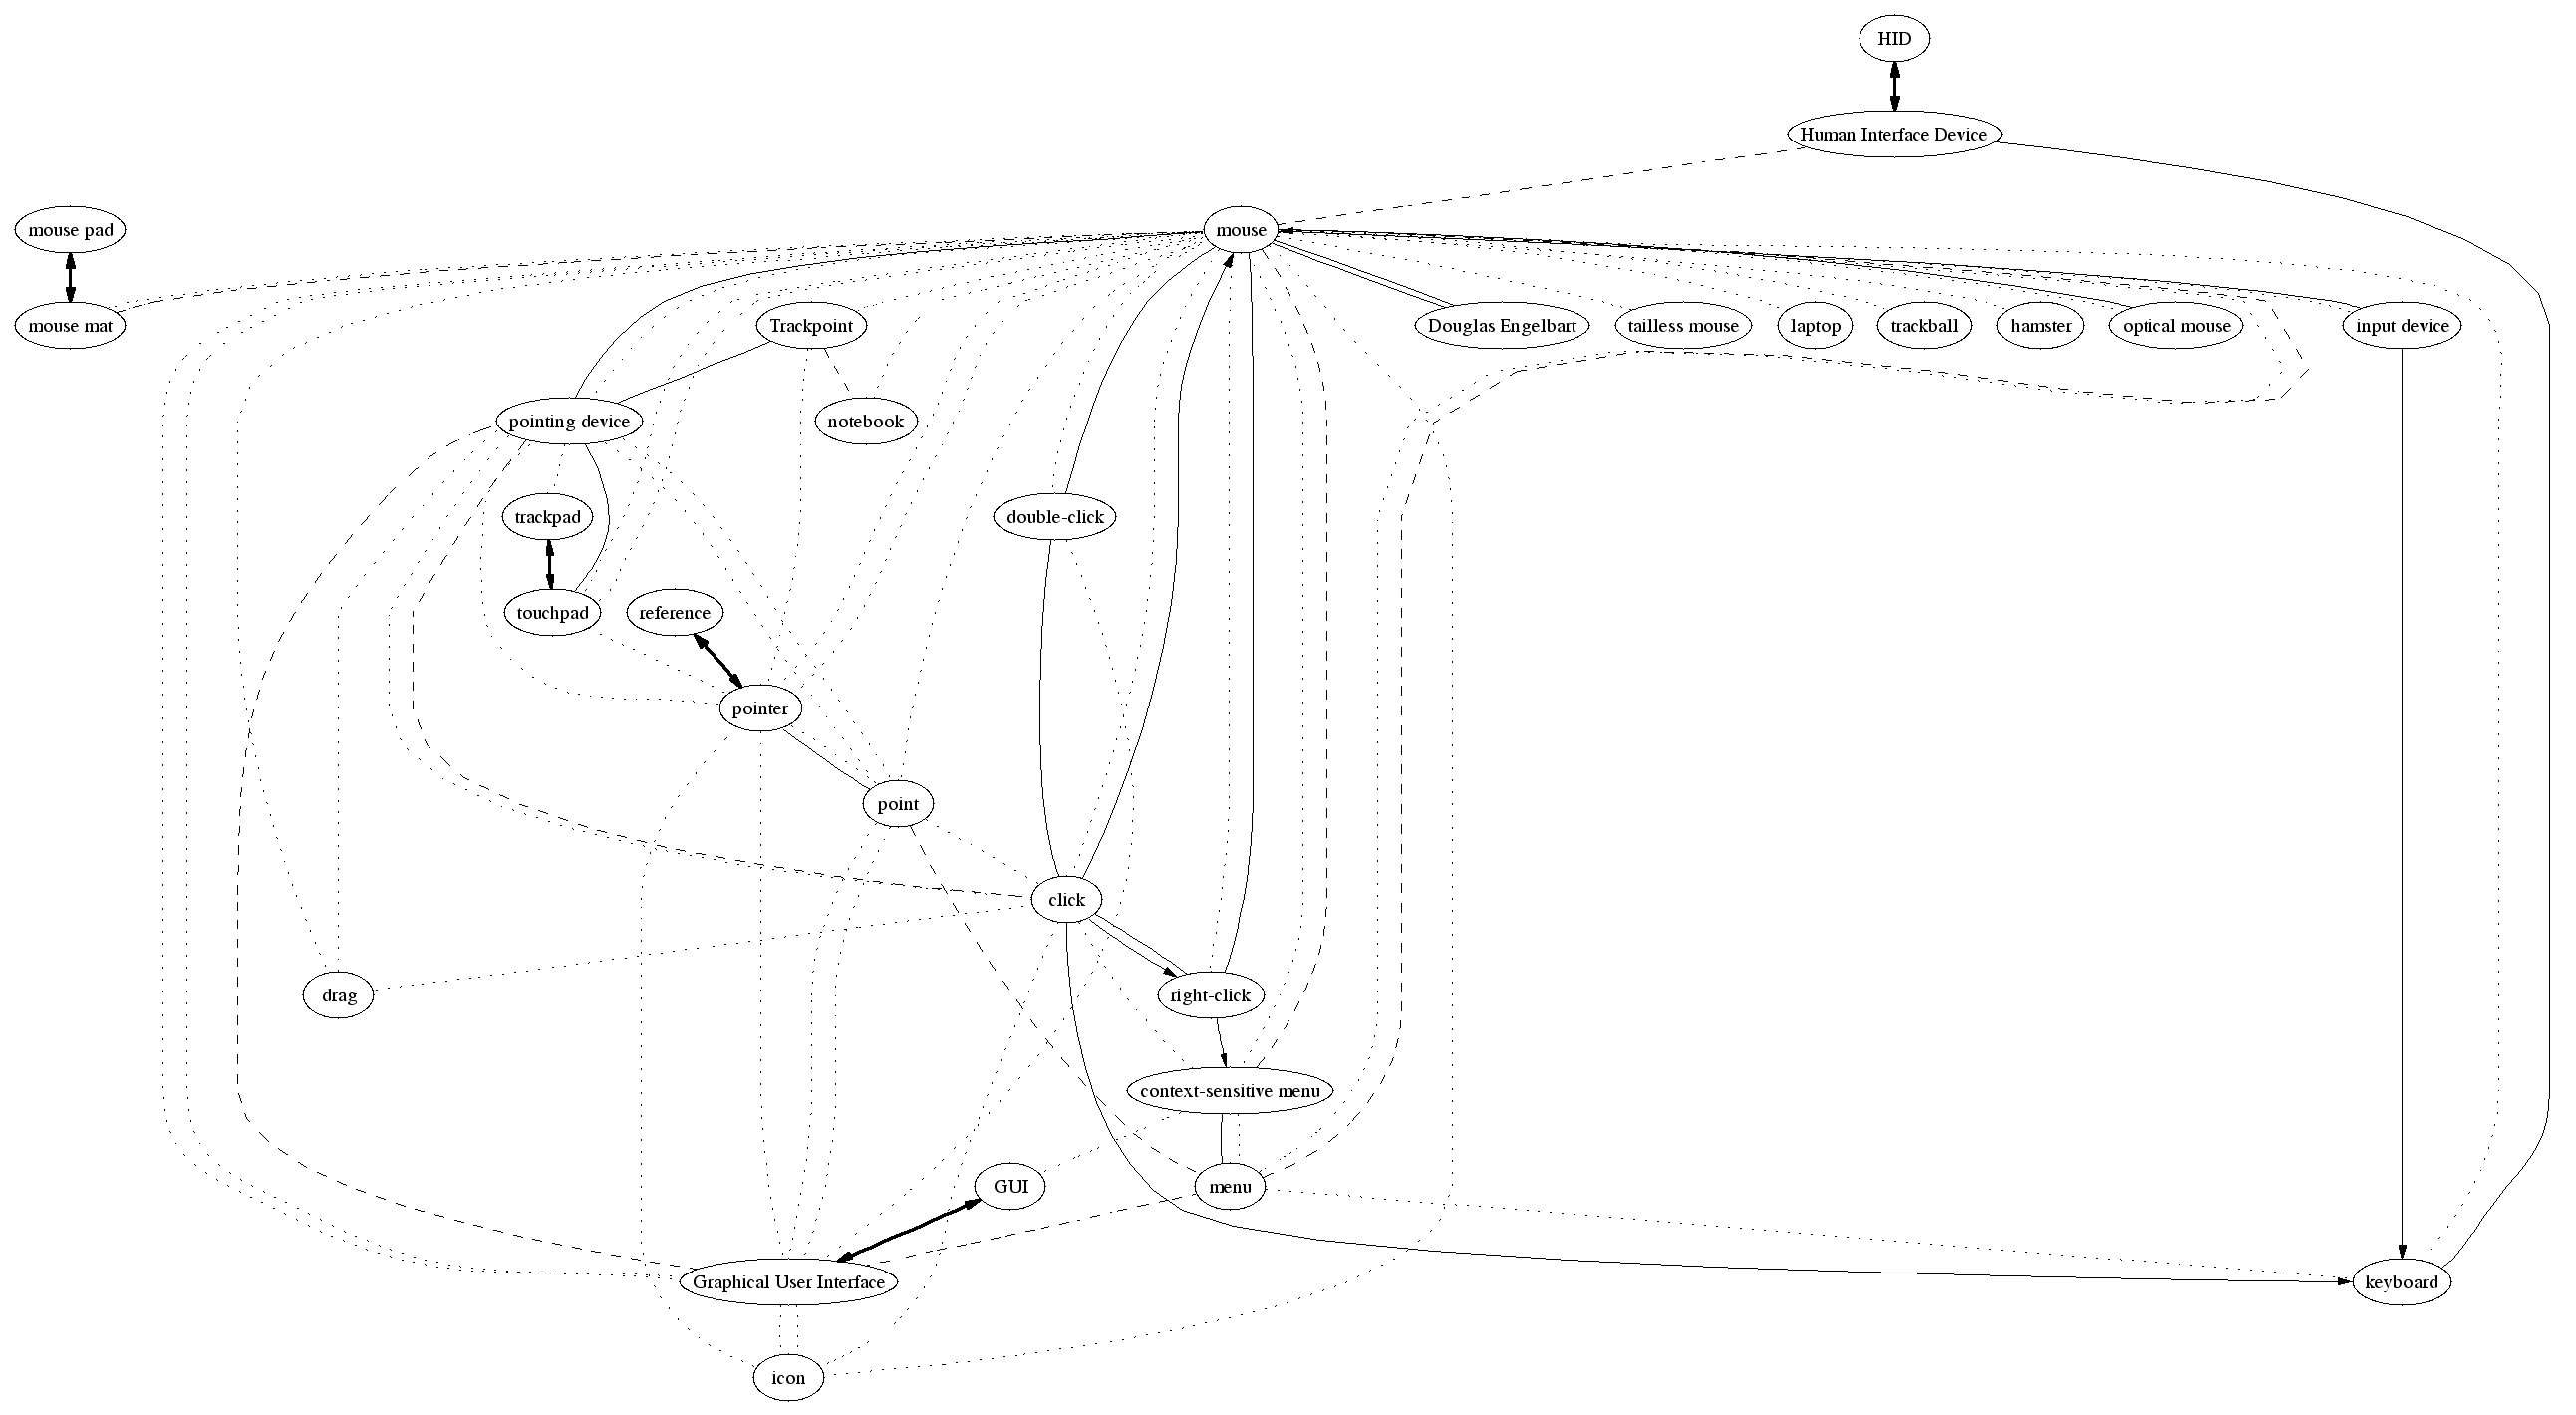 HID
Human Interface Device
mouse pad
mouse
mouse mat
Trackpoint
Douglas Engelbart
tailless mouse
laptop
trackball
hamster
optical mouse
input device
pointing device
notebook
trackpad
double-click
touchpad
reference
pointer
point
click
drag
right-click
context-sensitive menu
GUI
menu
Graphical User Interface
keyboard
icon